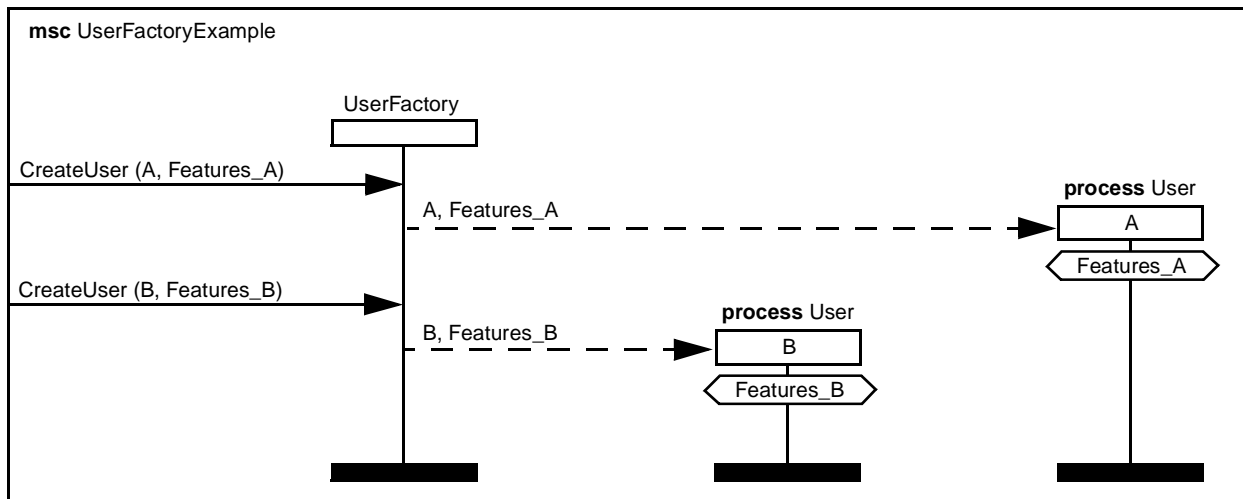 msc UserFactoryExample
UserFactory
CreateUser (A, Features_A)
process User
A, Features_A
A
Features_A
CreateUser (B, Features_B)
process User
B, Features_B
B
Features_B